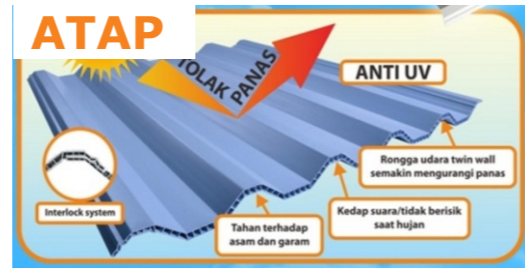 ATAP
TOLAK
PANAS
ANTI UV
Rongga udara twin wall
semakin mengurangi panas
Interlock system
Kedap suara/tidak berisik
saat hujan
Tahan terhadap
asam dan garam